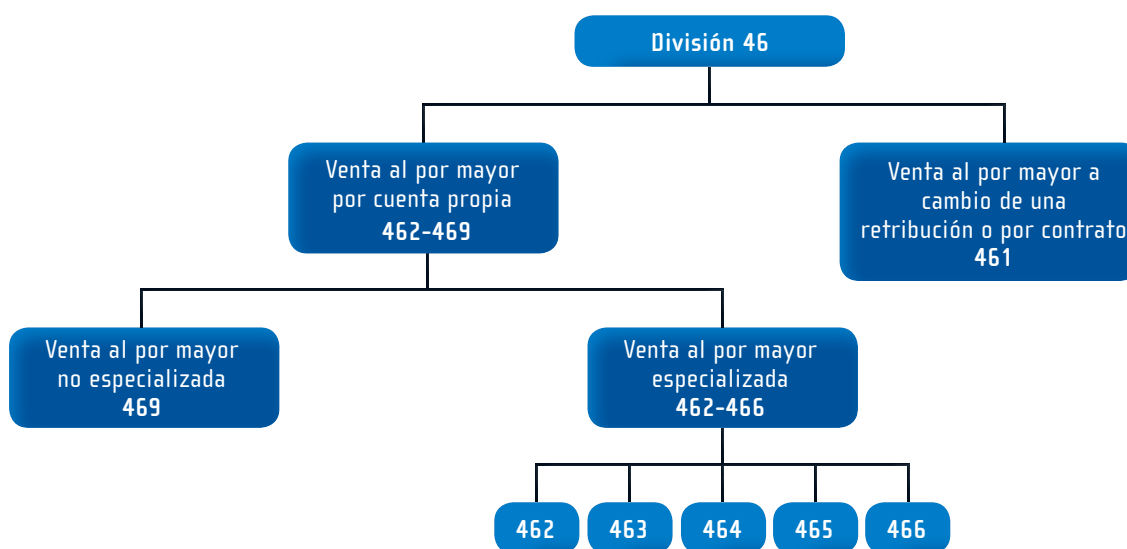 División 46
Venta al por mayor
por cuenta propia
462-469
Venta al por mayor a
cambio de una
retribución o por contrato
461
Venta al por mayor
no especializada
469
Venta al por mayor
especializada
462-466
462
463
464
465
466